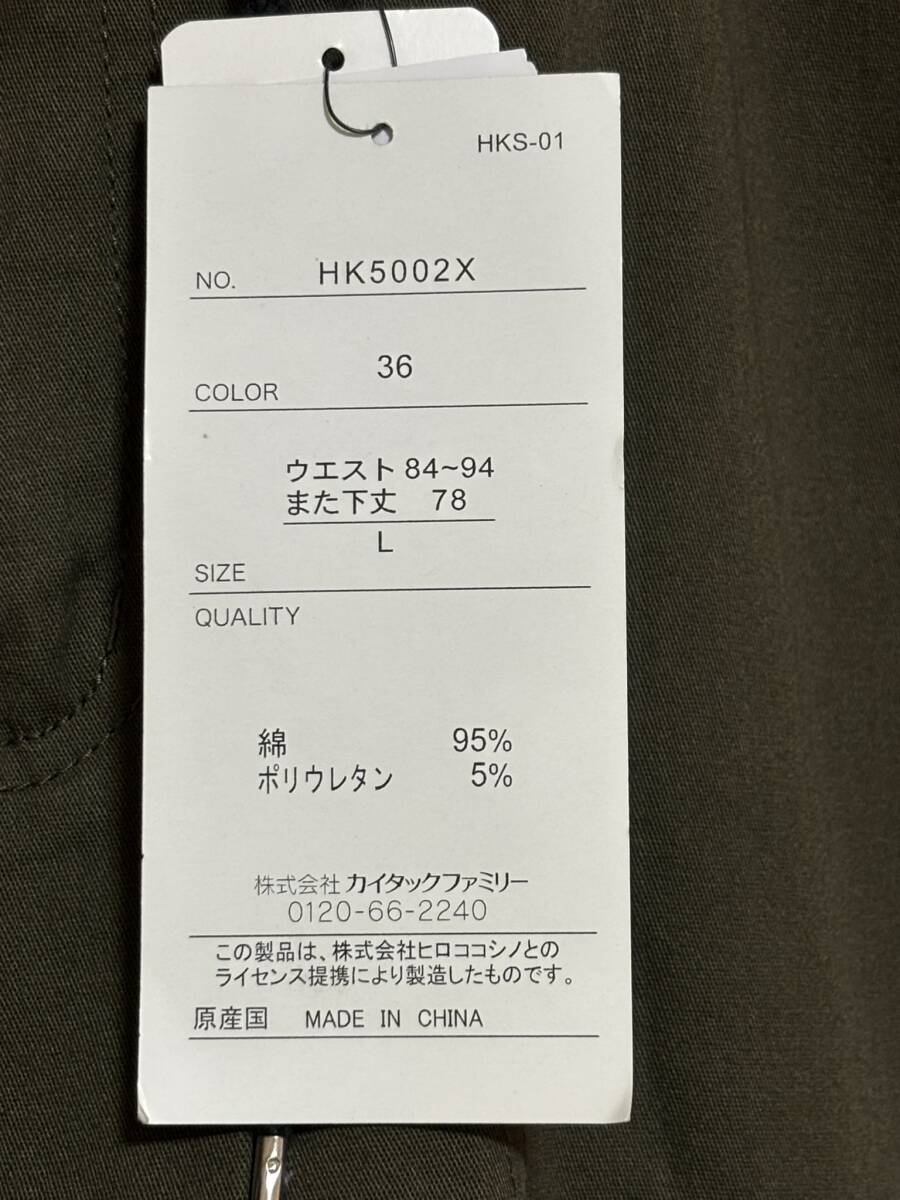 HKS-01
NO. HK5002X
36
COLOR
ウエスト 84~94
また下丈 78
L
SIZE
QUALITY
綿 95%
ポリウレタン 5%
株式会社 カイタックファミリー
0120-66-2240
この製品は、株式会社ヒロココシノとの
ライセンス提携により製造したものです。
原産国 MADE IN CHINA